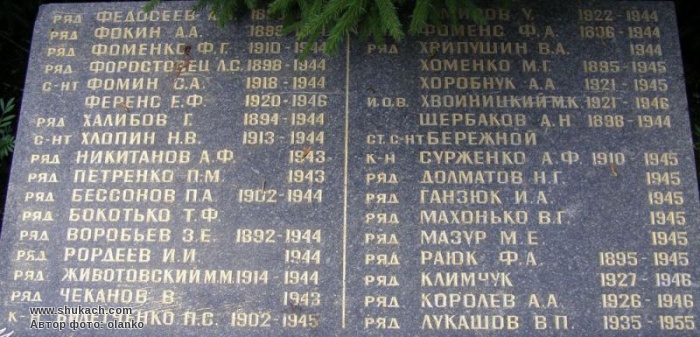 РЯД ФЕДОСЕЕВ А.А.
РЯД ФОКИН А.А.
РЯД ФОМЕНКО Ф.Г. 1910-1944
РЯД ФОРОСТОВЕЦ Л.С. 1898-1944
С-НТ ФОМИН С.А. 1918-1944
ФЕРЕНС Е.Ф. 1920-1946
РЯД ХАЛИБОВ Г. 1894-1944
С-НТ ХЛОПИН Н.В. 1913-1944
РЯД НИКИТАНОВ А.Ф. 1943
РЯД ПЕТРЕНКО П.М. 1943
РЯД БЕССОНОВ П.А. 1902-1944
РЯД БОКОТЬКО Т.Ф.
РЯД ВОРОБЬЕВ З.Е. 1892-1944
РЯД РОРДЕЕВ И.И. 1944
РЯД ЖИВОТОВСКИЙ М.М. 1914-1944
РЯД ЧЕКАНОВ В. 1943
П.С. 1902-1945
У. 1922-1944
ФОМЕНС Ф.А. 1896-1944
РЯД ХРИПУШИН В.А. 1944
ХОМЕНКО М.Г. 1895-1945
ХОРОБНУК А.А. 1921-1945
И.О.В. ХВОЙНИЦКИЙ М.К. 1921-1946
ЩЕРБАКОВ А.Н 1898-1944
СТ. С-НТ БЕРЕЖНОЙ
К-Н СУРЖЕНКО А.Ф. 1910-1945
РЯД ДОЛМАТОВ Н.Г. 1945
РЯД ГАНЗЮК И.А. 1945
РЯД МАХОНЬКО В.Г. 1945
РЯД МАЗУР М.Е. 1945
РЯД РАЮК Ф.А. 1895-1945
РЯД КЛИМЧУК 1927-1946
РЯД КОРОЛЕВ А.А. 1926-1946
РЯД ЛУКАШОВ В.П. 1935-1955
www.shukach.com
Автор фото: olanko